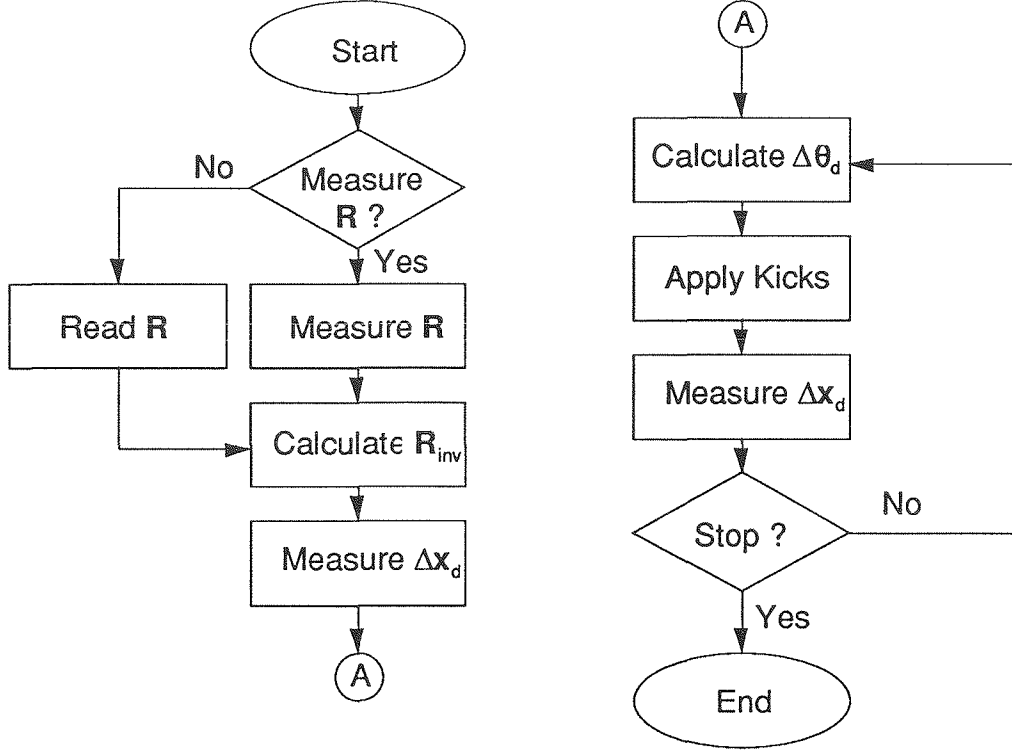 Start
No
Measure
R ?
Yes
Read R
Measure R
Calculate R_inv
Measure Δx_d
A
A
Calculate Δθ_d
Apply Kicks
Measure Δx_d
Stop ?
No
Yes
End